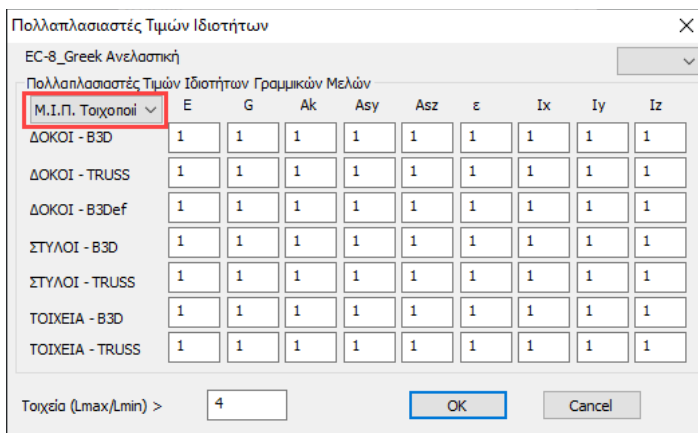 Πολλαπλασιαστές Τιμών Ιδιοτήτων
EC-8_Greek Ανελαστική
Πολλαπλασιαστές Τιμών Ιδιοτήτων Γραμμικών Μελών
Μ.Ι.Π. Τοιχοποιί E G Ak Asy Asz ε Ix Iy Iz
ΔΟΚΟΙ - B3D 1 1 1 1 1 1 1 1 1
ΔΟΚΟΙ - TRUSS 1 1 1 1 1 1 1 1 1
ΔΟΚΟΙ - B3Def 1 1 1 1 1 1 1 1 1
ΣΤΥΛΟΙ - B3D 1 1 1 1 1 1 1 1 1
ΣΤΥΛΟΙ - TRUSS 1 1 1 1 1 1 1 1 1
ΤΟΙΧΕΙΑ - B3D 1 1 1 1 1 1 1 1 1
ΤΟΙΧΕΙΑ - TRUSS 1 1 1 1 1 1 1 1 1
Τοιχεία (Lmax/Lmin) > 4 OK Cancel